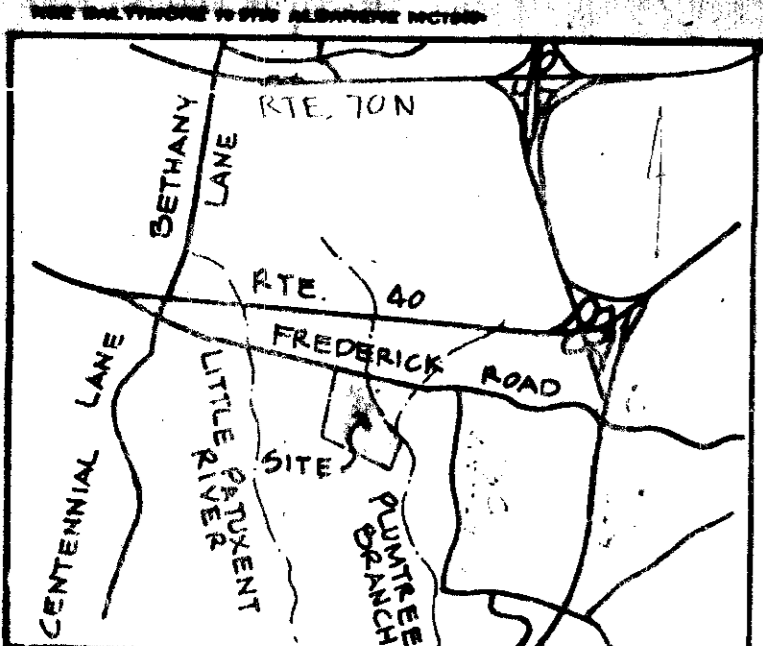 RTE. 70N
BETHANY
LANE
RTE. 40
FREDERICK ROAD
CENTENNIAL LANE
LITTLE PATUXENT
RIVER
SITE
PLUMTREE
BRANCH